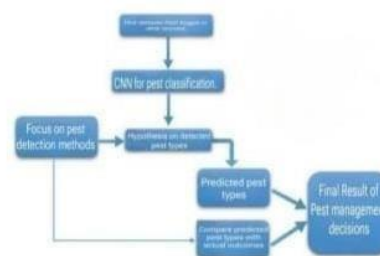 CNN for pest classification.
Focus on pest
detection methods
Hypothesis on detected
pest types
Predicted pest
types
Final Result of
Pest management
decisions
Compare predicted
pest types with
actual outcomes